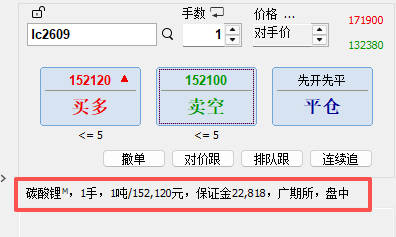 手数 价格 ...
lc2609 1 对手价 171900
132380
152120 152100 先开先平
买多 卖空 平仓
<= 5 <= 5
撤单 对价跟 排队跟 连续追
碳酸锂M，1手，1吨/152,120元，保证金22,818，广期所，盘中